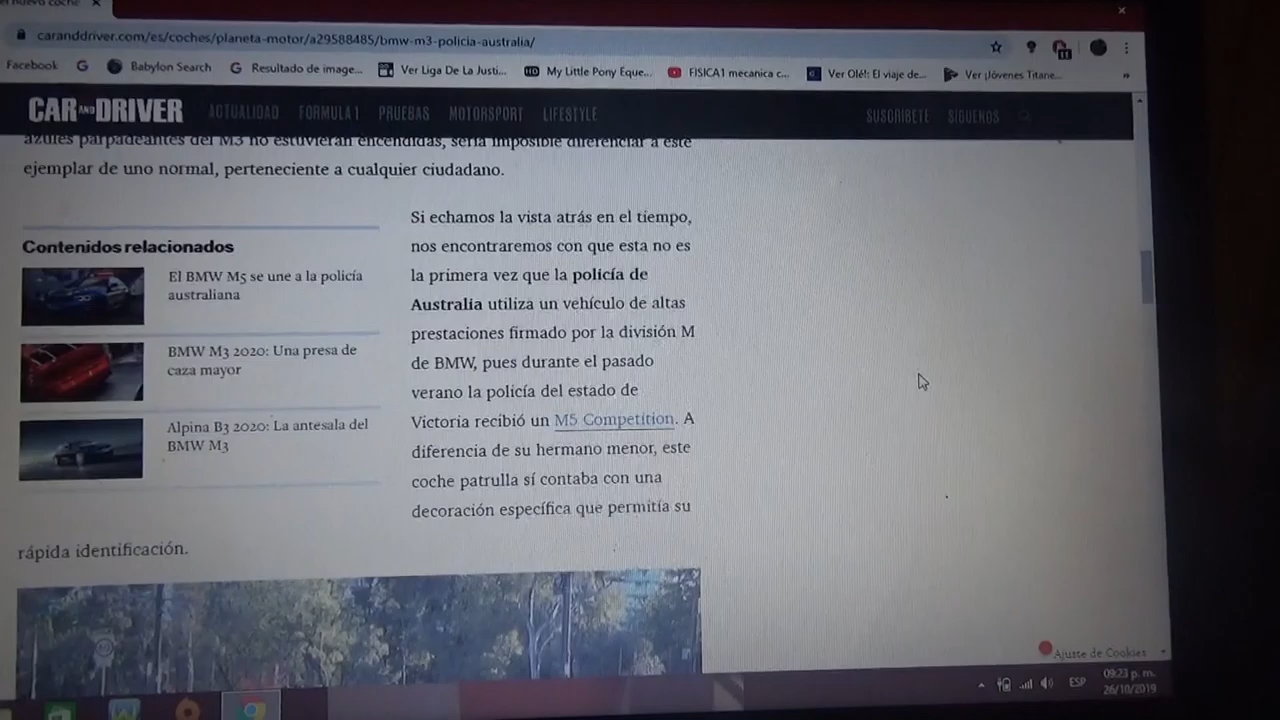 el nuevo coche
caranddriver.com/es/coches/planeta-motor/a29588485/bmw-m3-policia-australia/
Facebook
Babylon Search
Resultado de image...
Ver Liga De La Justi...
HD My Little Pony Eque...
FISICA1 mecanica c...
Ver Olé!: El viaje de...
Ver ¡Jóvenes Titane...
CAR AND DRIVER
ACTUALIDAD FORMULA 1 PRUEBAS MOTORSPORT LIFESTYLE
SUSCRÍBETE SÍGUENOS
azules parpadeantes del M3 no estuvieran encendidas, sería imposible diferenciar a este
ejemplar de uno normal, perteneciente a cualquier ciudadano.
Contenidos relacionados
El BMW M5 se une a la policía
australiana
BMW M3 2020: Una presa de
caza mayor
Alpina B3 2020: La antesala del
BMW M3
Si echamos la vista atrás en el tiempo,
nos encontraremos con que esta no es
la primera vez que la policía de
Australia utiliza un vehículo de altas
prestaciones firmado por la división M
de BMW, pues durante el pasado
verano la policía del estado de
Victoria recibió un M5 Competition. A
diferencia de su hermano menor, este
coche patrulla sí contaba con una
decoración específica que permitía su
rápida identificación.
Ajuste de Cookies
ESP
09:23 p. m.
26/10/2019